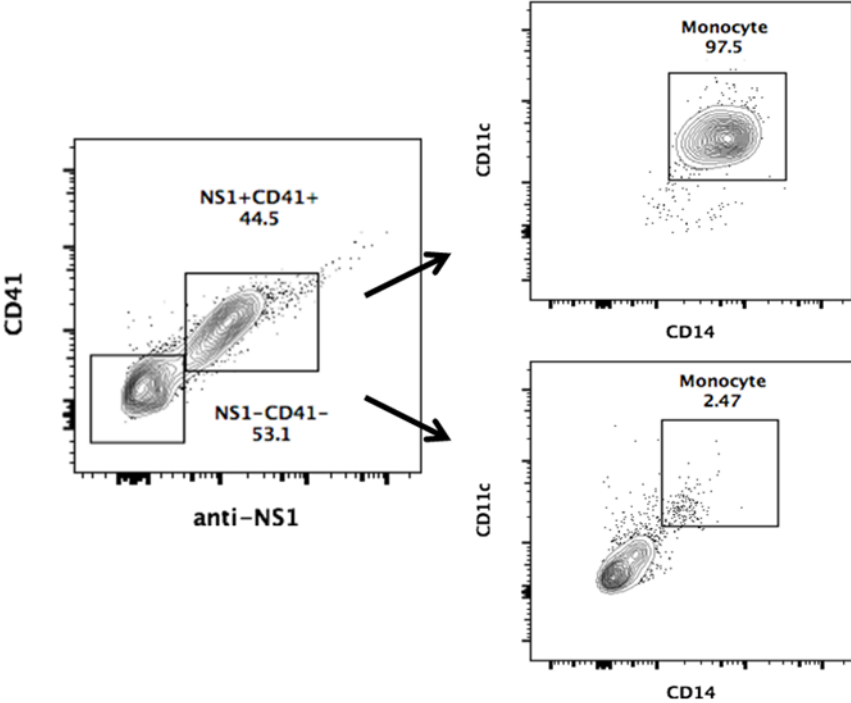 CD41
NS1+CD41+
44.5
NS1-CD41-
53.1
anti-NS1
CD11c
Monocyte
97.5
CD14
CD11c
Monocyte
2.47
CD14